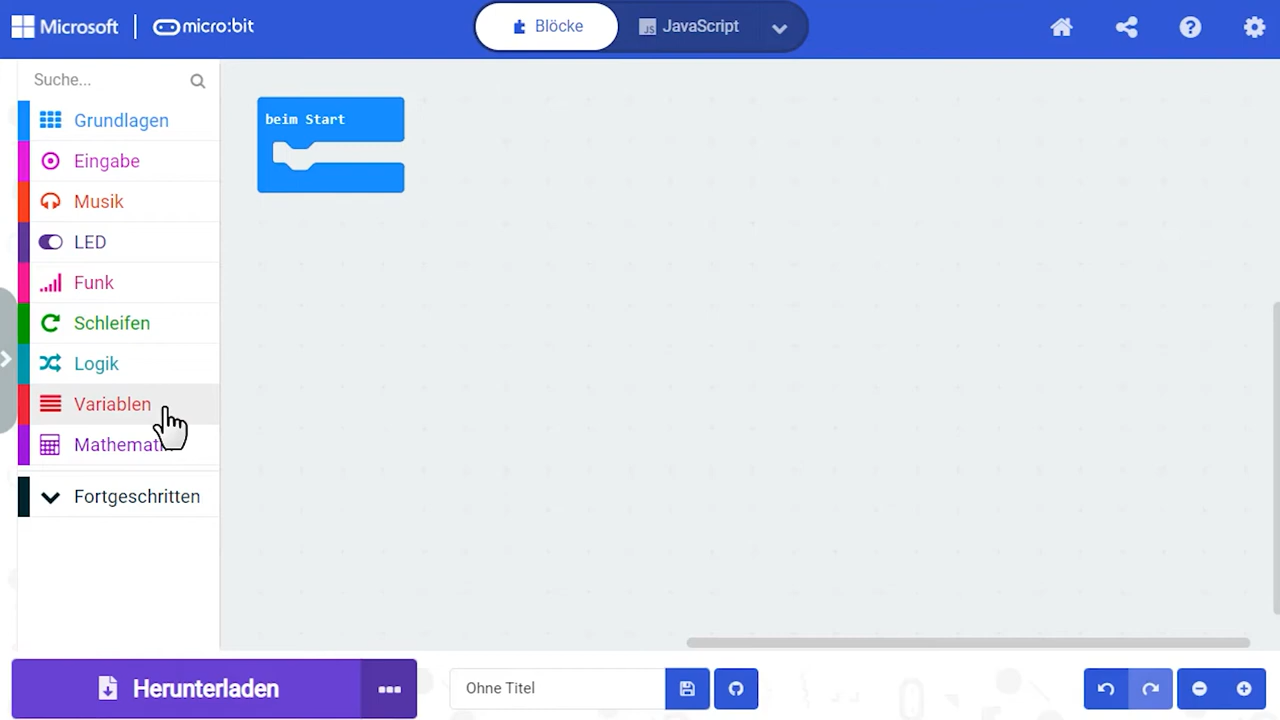 Microsoft
micro:bit
Blöcke
JavaScript
Suche...
Grundlagen
Eingabe
Musik
LED
Funk
Schleifen
Logik
Variablen
Mathemati
Fortgeschritten
beim Start
Herunterladen
Ohne Titel